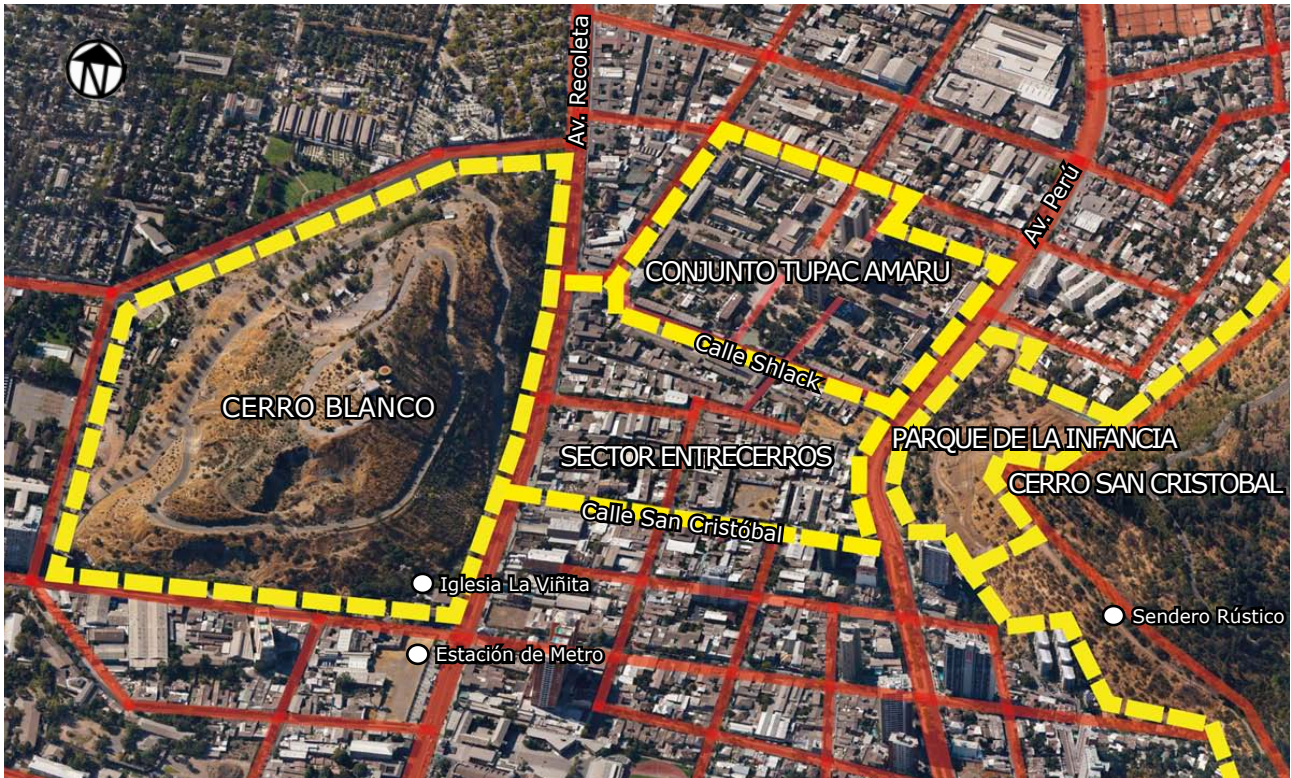 N
Av. Recoleta
Av. Perú
CONJUNTO TUPAC AMARU
Calle Shlack
CERRO BLANCO
PARQUE DE LA INFANCIA
SECTOR ENTRECERROS
CERRO SAN CRISTOBAL
Calle San Cristóbal
Iglesia La Viñita
Sendero Rústico
Estación de Metro